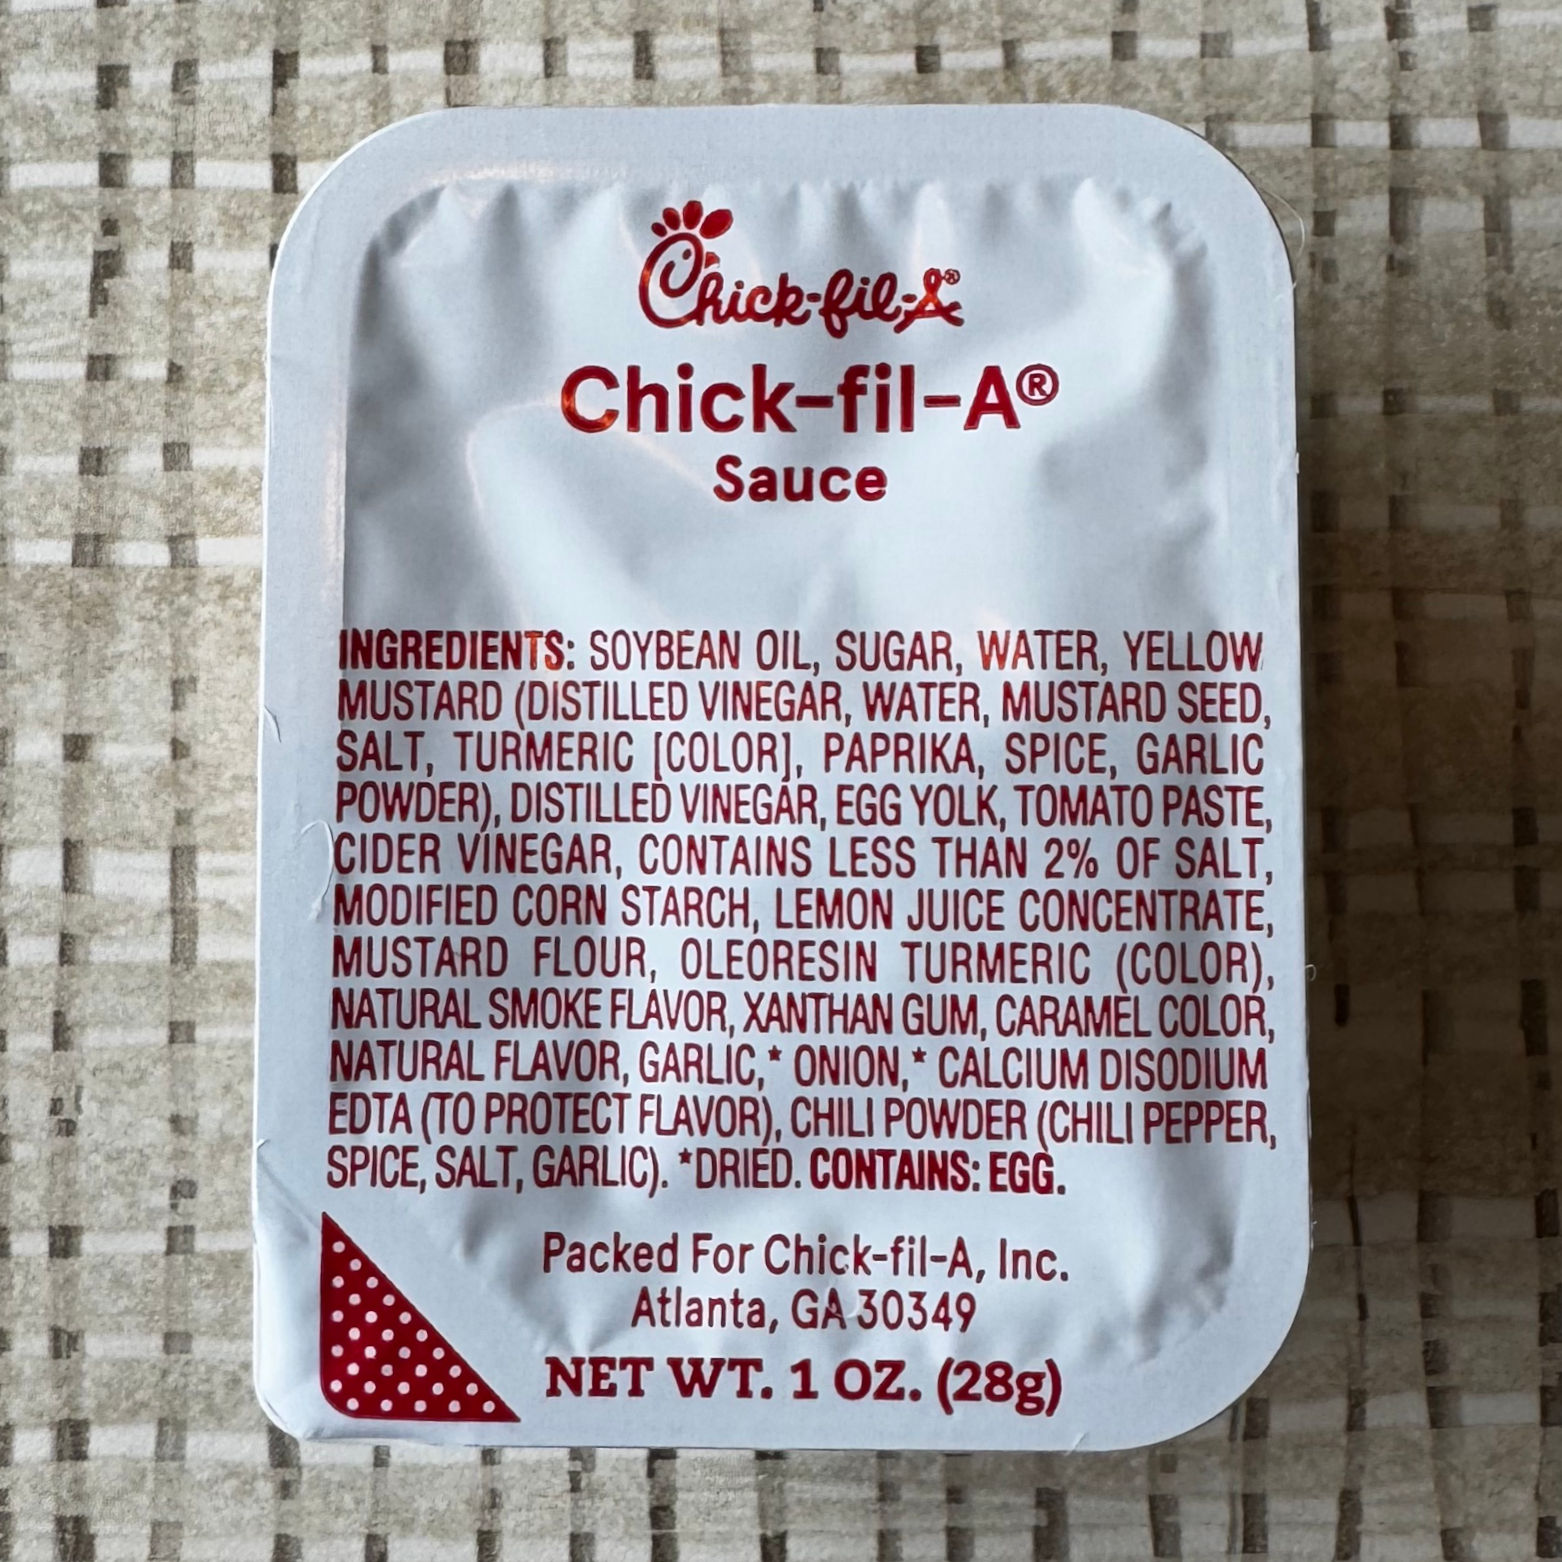 Chick-fil-A®
Chick-fil-A®
Sauce
INGREDIENTS: SOYBEAN OIL, SUGAR, WATER, YELLOW
MUSTARD (DISTILLED VINEGAR, WATER, MUSTARD SEED,
SALT, TURMERIC [COLOR], PAPRIKA, SPICE, GARLIC
POWDER), DISTILLED VINEGAR, EGG YOLK, TOMATO PASTE,
CIDER VINEGAR, CONTAINS LESS THAN 2% OF SALT,
MODIFIED CORN STARCH, LEMON JUICE CONCENTRATE,
MUSTARD FLOUR, OLEORESIN TURMERIC (COLOR),
NATURAL SMOKE FLAVOR, XANTHAN GUM, CARAMEL COLOR,
NATURAL FLAVOR, GARLIC,* ONION,* CALCIUM DISODIUM
EDTA (TO PROTECT FLAVOR), CHILI POWDER (CHILI PEPPER,
SPICE, SALT, GARLIC). *DRIED. CONTAINS: EGG.
Packed For Chick-fil-A, Inc.
Atlanta, GA 30349
NET WT. 1 OZ. (28g)